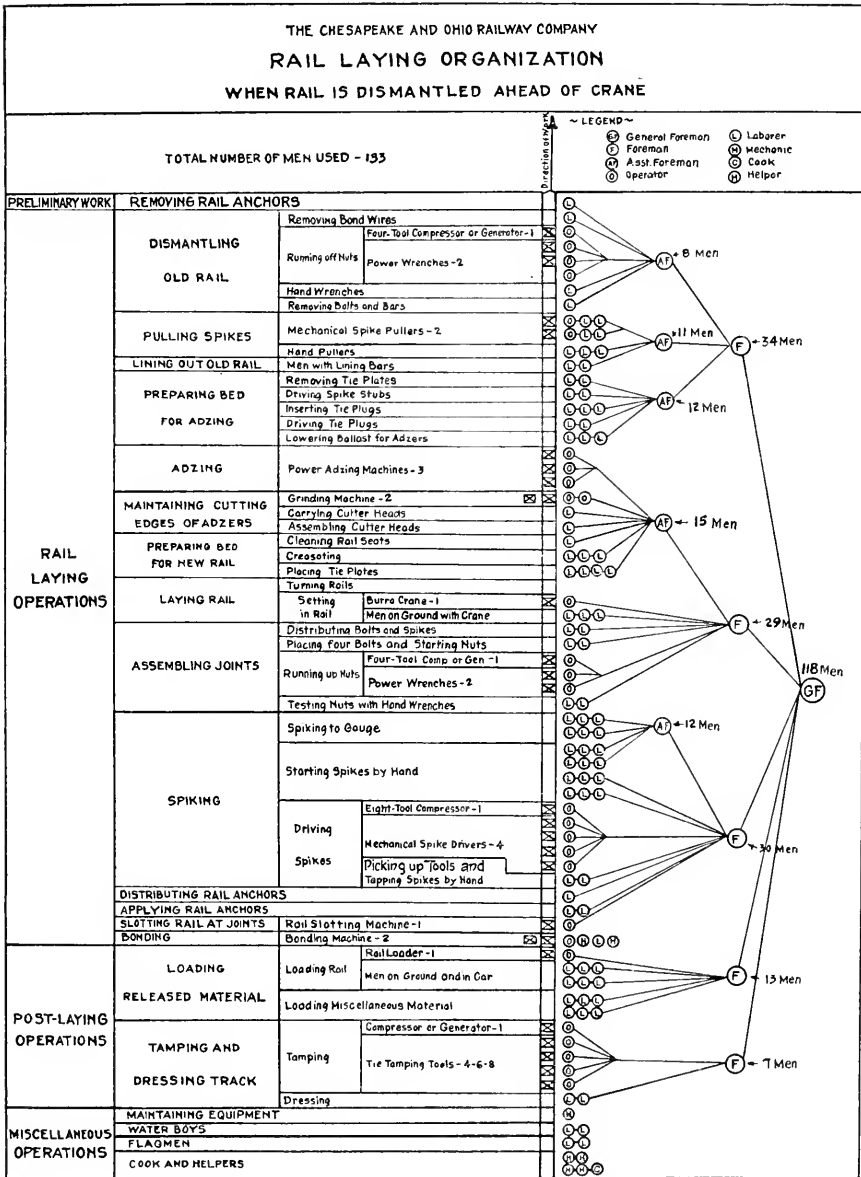 THE CHESAPEAKE AND OHIO RAILWAY COMPANY
RAIL LAYING ORGANIZATION
WHEN RAIL IS DISMANTLED AHEAD OF CRANE
TOTAL NUMBER OF MEN USED - 133
Direction of Work
~ LEGEND ~
GF General Foreman
F Foreman
AF Asst. Foreman
O Operator
L Laborer
M Mechanic
C Cook
H Helper
PRELIMINARY WORK
REMOVING RAIL ANCHORS
L
RAIL LAYING OPERATIONS
DISMANTLING OLD RAIL
Removing Bond Wires
L
Running off Nuts
Four-Tool Compressor or Generator-1
O
Power Wrenches-2
O
O
O
Hand Wrenches
L
Removing Bolts and Bars
L
AF
8 Men
PULLING SPIKES
Mechanical Spike Pullers-2
O L L
O L L
Hand Pullers
L L L
AF
11 Men
F
34 Men
LINING OUT OLD RAIL
Men with Lining Bars
L L
PREPARING BED FOR ADZING
Removing Tie Plates
L L
Driving Spike Stubs
L L
Inserting Tie Plugs
L L L
Driving Tie Plugs
L L
Lowering Ballast for Adzers
L L L
AF
12 Men
ADZING
Power Adzing Machines-3
O
O
O
MAINTAINING CUTTING EDGES OF ADZERS
Grinding Machine-2
O O
Carrying Cutter Heads
L
Assembling Cutter Heads
L
AF
15 Men
PREPARING BED FOR NEW RAIL
Cleaning Rail Seats
L
Creosoting
L L L
Placing Tie Plates
L L L L
LAYING RAIL
Turning Rails
Setting in Rail
Burro Crane-1
O
Men on Ground with Crane
L L L
F
29 Men
ASSEMBLING JOINTS
Distributing Bolts and Spikes
L L
Placing four Bolts and Starting Nuts
L L
Running up Nuts
Four-Tool Comp or Gen-1
O
Power Wrenches-2
O
O
Testing Nuts with Hand Wrenches
L L
118 Men
GF
SPIKING
Spiking to Gauge
L L L
L L L
AF
12 Men
Starting Spikes by Hand
L L L
L L L
L L L
L L L
Driving Spikes
Eight-Tool Compressor-1
O
Mechanical Spike Drivers-4
O
O
O
O
Picking up Tools and
Tapping Spikes by Hand
L L
F
30 Men
DISTRIBUTING RAIL ANCHORS
L
APPLYING RAIL ANCHORS
L L
SLOTTING RAIL AT JOINTS
Rail Slotting Machine-1
O
BONDING
Bonding Machine-2
O H L M
POST-LAYING OPERATIONS
LOADING RELEASED MATERIAL
Loading Rail
Rail Loader-1
O
Men on Ground and in Car
L L L
L L L
Loading Miscellaneous Material
L L L
L L L
F
13 Men
TAMPING AND DRESSING TRACK
Tamping
Compressor or Generator-1
O
Tie Tamping Tools-4-6-8
O
O
O
O
Dressing
L L
F
7 Men
MISCELLANEOUS OPERATIONS
MAINTAINING EQUIPMENT
M
WATER BOYS
L L
FLAGMEN
L L
COOK AND HELPERS
H H
H H C